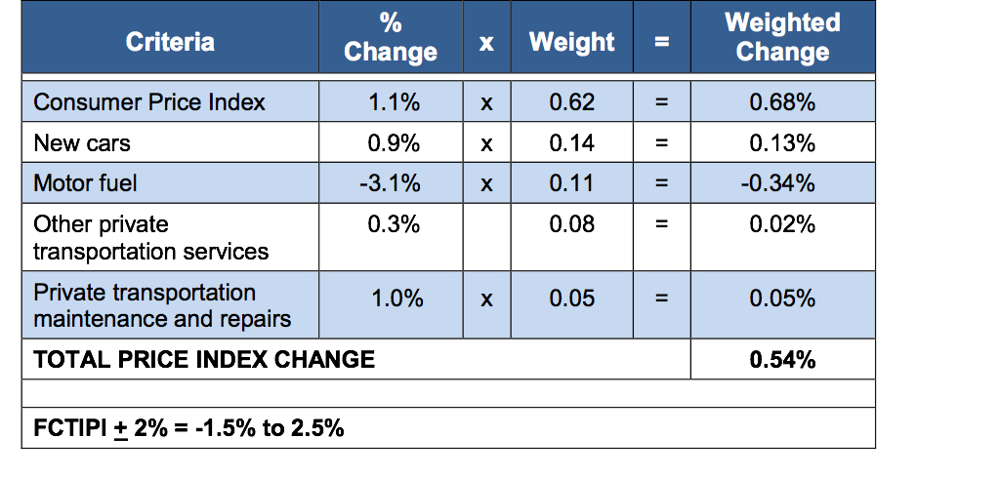 Criteria % Change x Weight = Weighted Change
Consumer Price Index 1.1% x 0.62 = 0.68%
New cars 0.9% x 0.14 = 0.13%
Motor fuel -3.1% x 0.11 = -0.34%
Other private transportation services 0.3% 0.08 = 0.02%
Private transportation maintenance and repairs 1.0% x 0.05 = 0.05%
TOTAL PRICE INDEX CHANGE 0.54%
FCTIPI ± 2% = -1.5% to 2.5%